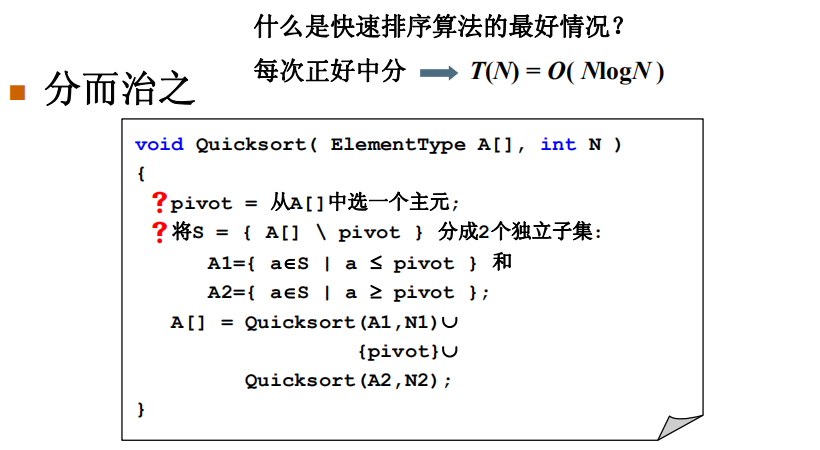 什么是快速排序算法的最好情况？
每次正好中分 T(N) = O( NlogN )
■ 分而治之
void Quicksort( ElementType A[], int N )
{
?pivot = 从A[]中选一个主元;
?将S = { A[] \ pivot } 分成2个独立子集:
A1={ a∈S | a ≤ pivot } 和
A2={ a∈S | a ≥ pivot };
A[] = Quicksort(A1,N1)∪
{pivot}∪
Quicksort(A2,N2);
}